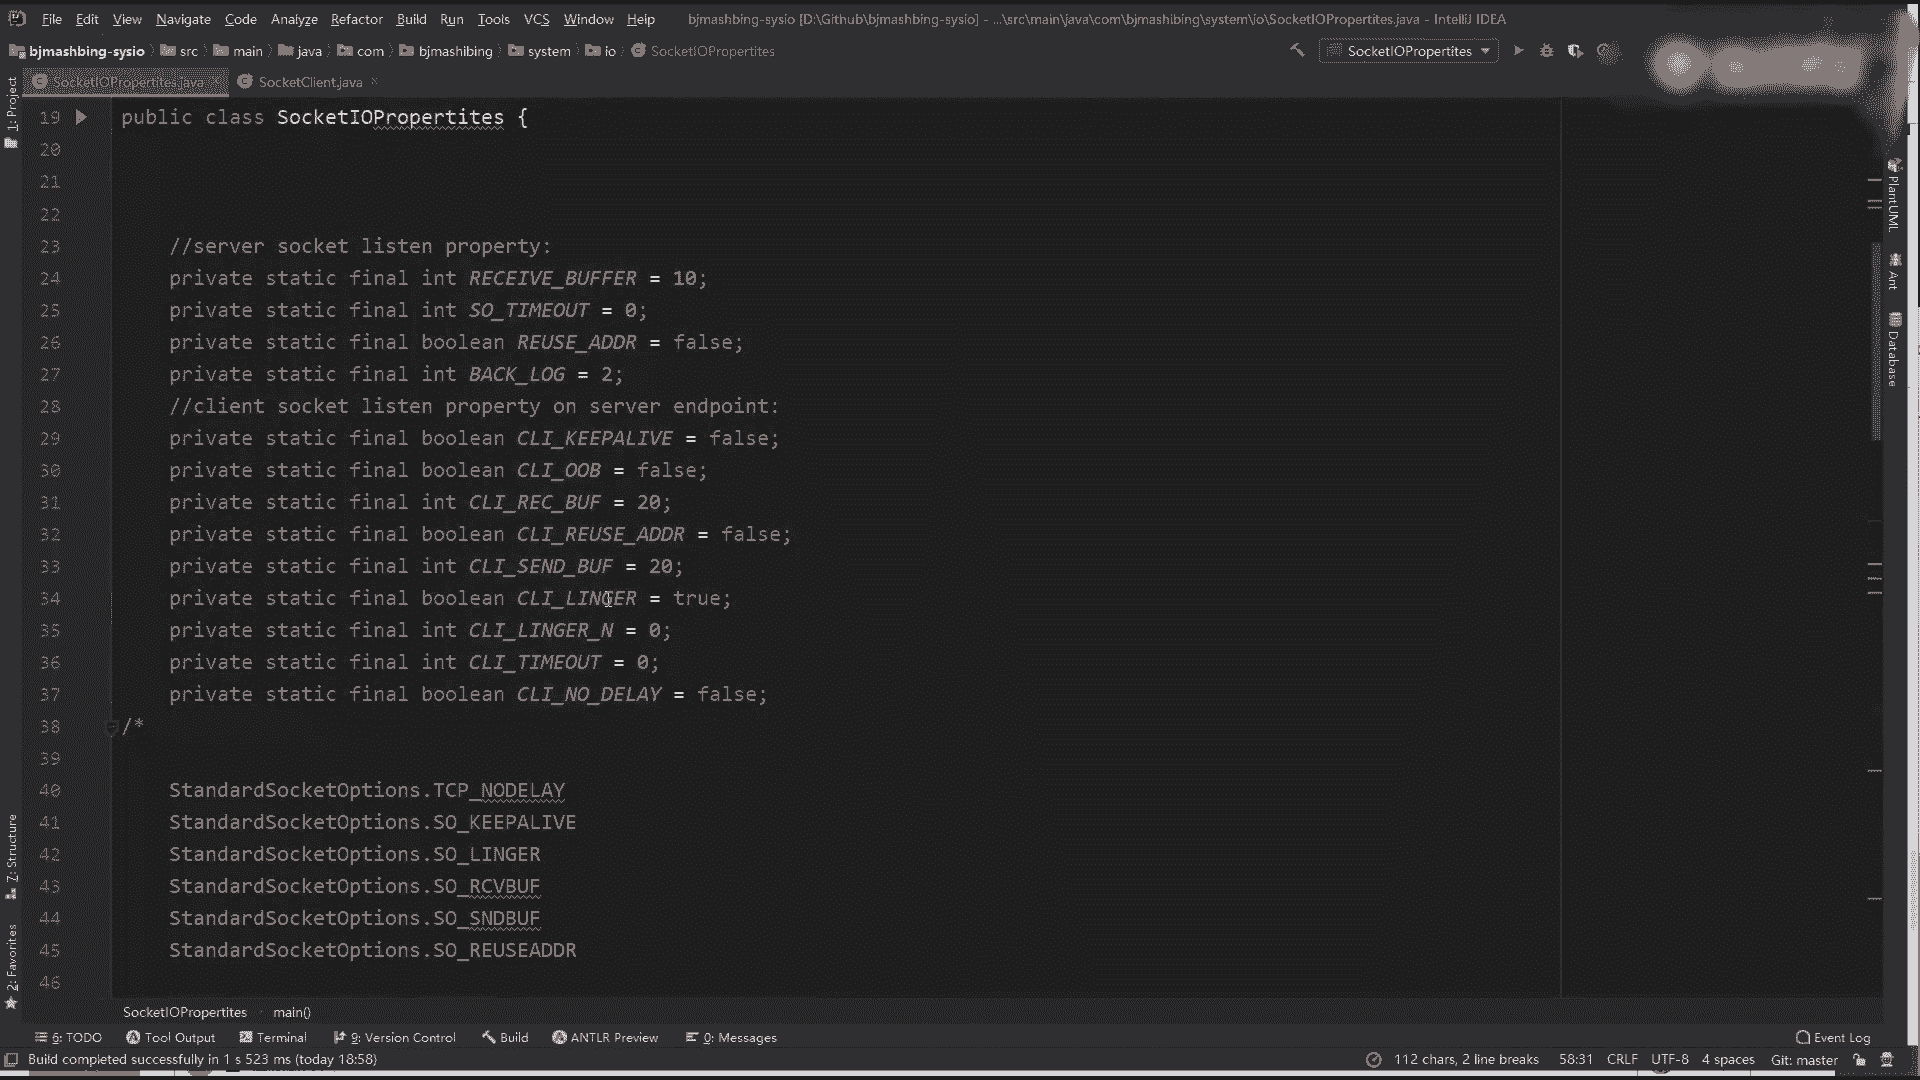 File Edit View Navigate Code Analyze Refactor Build Run Tools VCS Window Help bjmashbing-sysio [D:\Github\bjmashbing-sysio] - ...\src\main\java\com\bjmashibing\system\io\SocketIOPropertites.java - IntelliJ IDEA
bjmashbing-sysio src main java com bjmashibing system io SocketIOPropertites SocketIOPropertites
SocketIOPropertites.java SocketClient.java
1: Project
19 public class SocketIOPropertites {
20
21
22
23 //server socket listen property:
24 private static final int RECEIVE_BUFFER = 10;
25 private static final int SO_TIMEOUT = 0;
26 private static final boolean REUSE_ADDR = false;
27 private static final int BACK_LOG = 2;
28 //client socket listen property on server endpoint:
29 private static final boolean CLI_KEEPALIVE = false;
30 private static final boolean CLI_OOB = false;
31 private static final int CLI_REC_BUF = 20;
32 private static final boolean CLI_REUSE_ADDR = false;
33 private static final int CLI_SEND_BUF = 20;
34 private static final boolean CLI_LINGER = true;
35 private static final int CLI_LINGER_N = 0;
36 private static final int CLI_TIMEOUT = 0;
37 private static final boolean CLI_NO_DELAY = false;
38 /*
39
40 StandardSocketOptions.TCP_NODELAY
41 StandardSocketOptions.SO_KEEPALIVE
42 StandardSocketOptions.SO_LINGER
43 StandardSocketOptions.SO_RCVBUF
44 StandardSocketOptions.SO_SNDBUF
45 StandardSocketOptions.SO_REUSEADDR
46
PlantUML
Ant
Database
7: Structure
2: Favorites
SocketIOPropertites main()
6: TODO Tool Output Terminal 9: Version Control Build ANTLR Preview 0: Messages Event Log
Build completed successfully in 1 s 523 ms (today 18:58) 112 chars, 2 line breaks 58:31 CRLF UTF-8 4 spaces Git: master